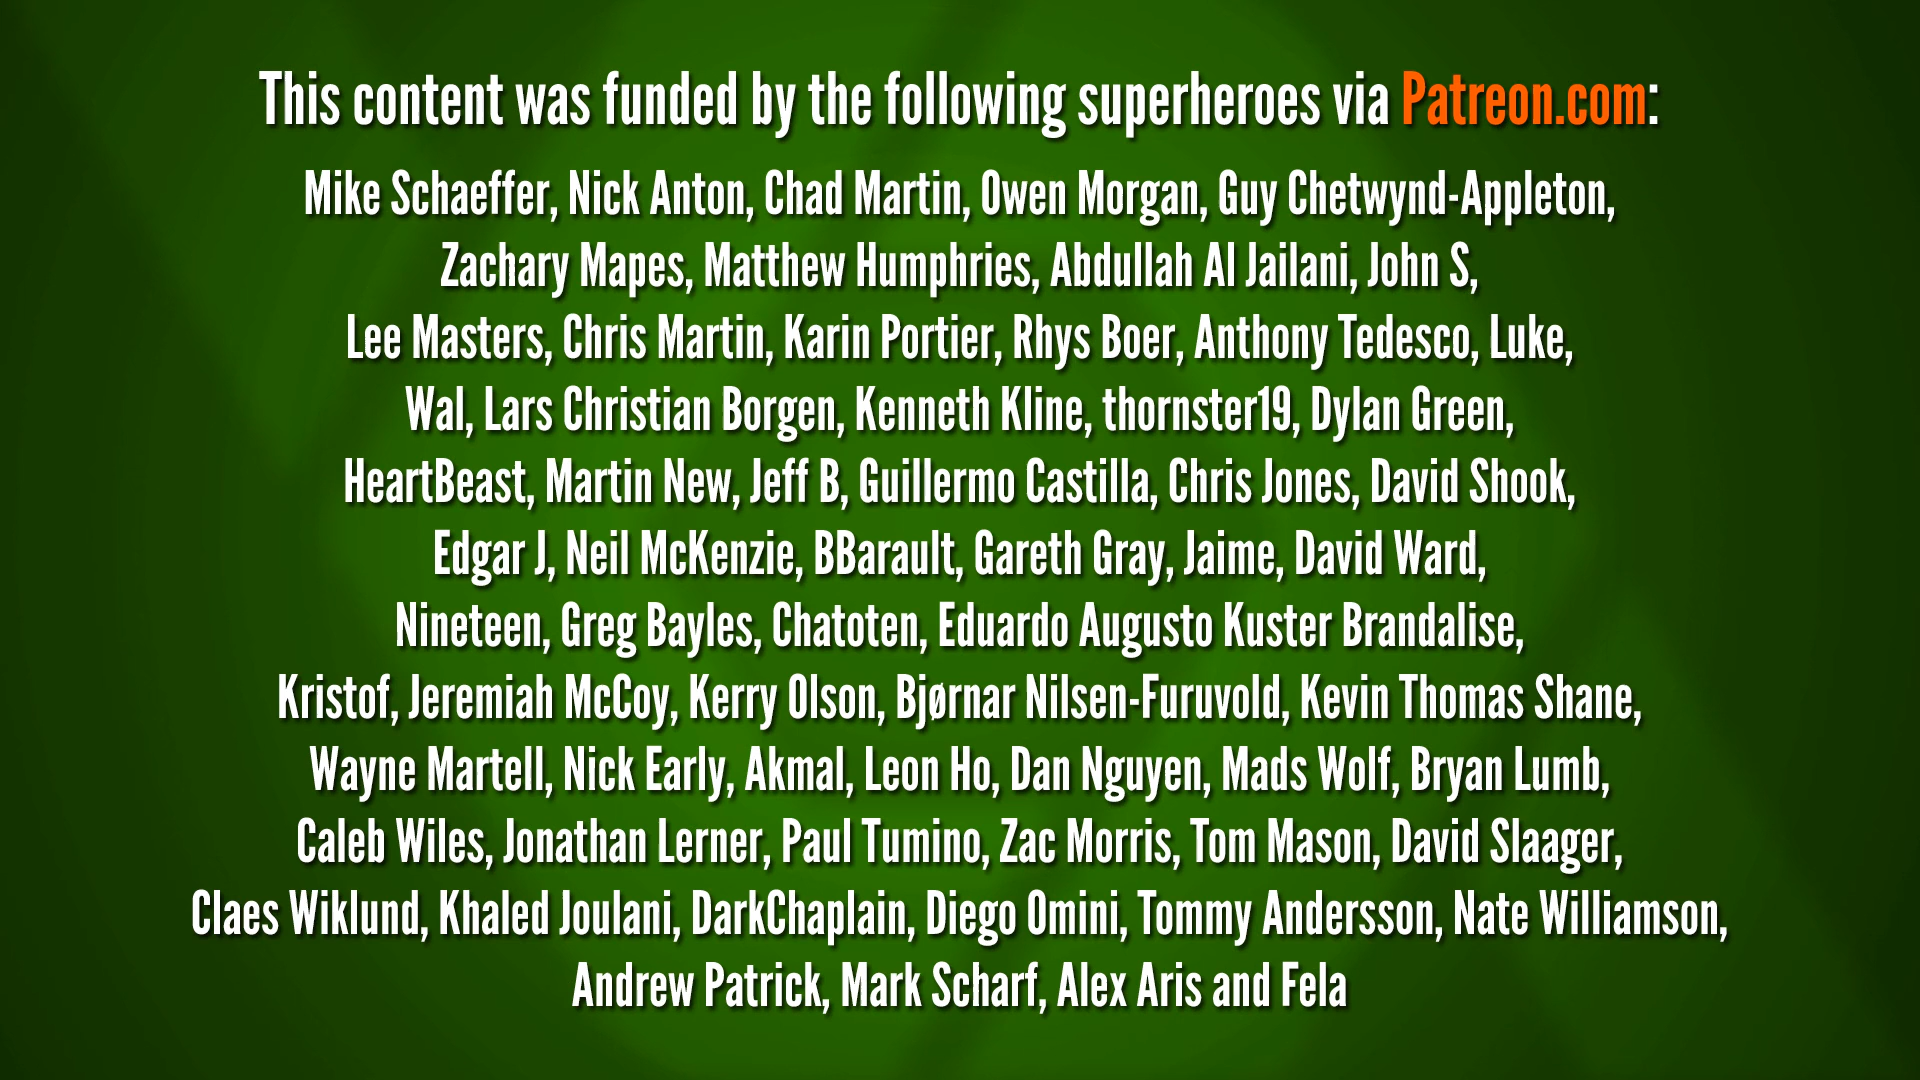 This content was funded by the following superheroes via Patreon.com:
Mike Schaeffer, Nick Anton, Chad Martin, Owen Morgan, Guy Chetwynd-Appleton,
Zachary Mapes, Matthew Humphries, Abdullah Al Jailani, John S,
Lee Masters, Chris Martin, Karin Portier, Rhys Boer, Anthony Tedesco, Luke,
Wal, Lars Christian Borgen, Kenneth Kline, thornster19, Dylan Green,
HeartBeast, Martin New, Jeff B, Guillermo Castilla, Chris Jones, David Shook,
Edgar J, Neil McKenzie, BBarault, Gareth Gray, Jaime, David Ward,
Nineteen, Greg Bayles, Chatoten, Eduardo Augusto Kuster Brandalise,
Kristof, Jeremiah McCoy, Kerry Olson, Bjørnar Nilsen-Furuvold, Kevin Thomas Shane,
Wayne Martell, Nick Early, Akmal, Leon Ho, Dan Nguyen, Mads Wolf, Bryan Lumb,
Caleb Wiles, Jonathan Lerner, Paul Tumino, Zac Morris, Tom Mason, David Slaager,
Claes Wiklund, Khaled Joulani, DarkChaplain, Diego Omini, Tommy Andersson, Nate Williamson,
Andrew Patrick, Mark Scharf, Alex Aris and Fela